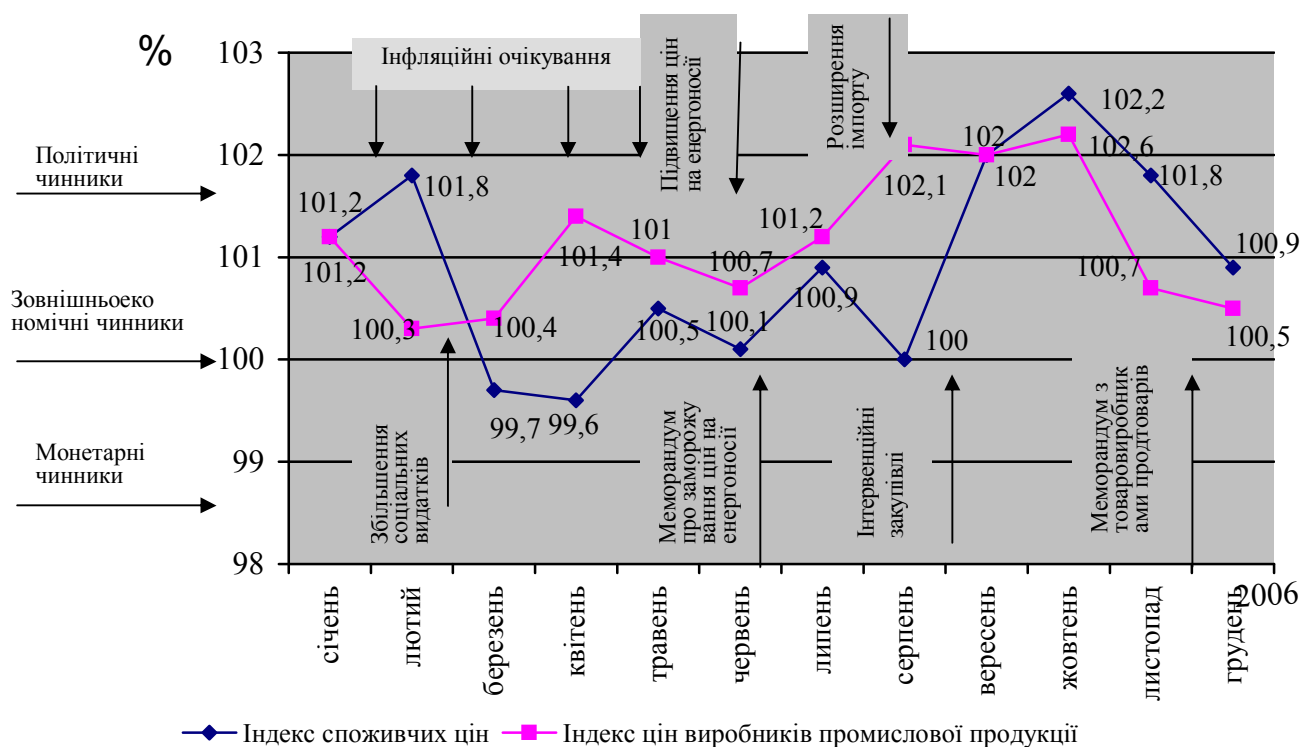 %
103
102
101
100
99
98
Інфляційні очікування
Підвищення цін
на енергоносії
Розширення
імпорту
Політичні
чинники
Зовнішньоеко
номічні чинники
Монетарні
чинники
101,2
101,8
101,2
100,3
100,4
99,7
99,6
101,4
101
100,5
100,7
100,1
101,2
100,9
102,1
100
102
102
102,2
102,6
101,8
100,7
100,9
100,5
Збільшення
соціальних
видатків
Меморандум
про заморожу
вання цін на
енергоносії
Інтервенційні
закупівлі
Меморандум з
товаровиробник
ами продтоварів
січень
лютий
березень
квітень
травень
червень
липень
серпень
вересень
жовтень
листопад
грудень
2006
Індекс споживчих цін
Індекс цін виробників промислової продукції